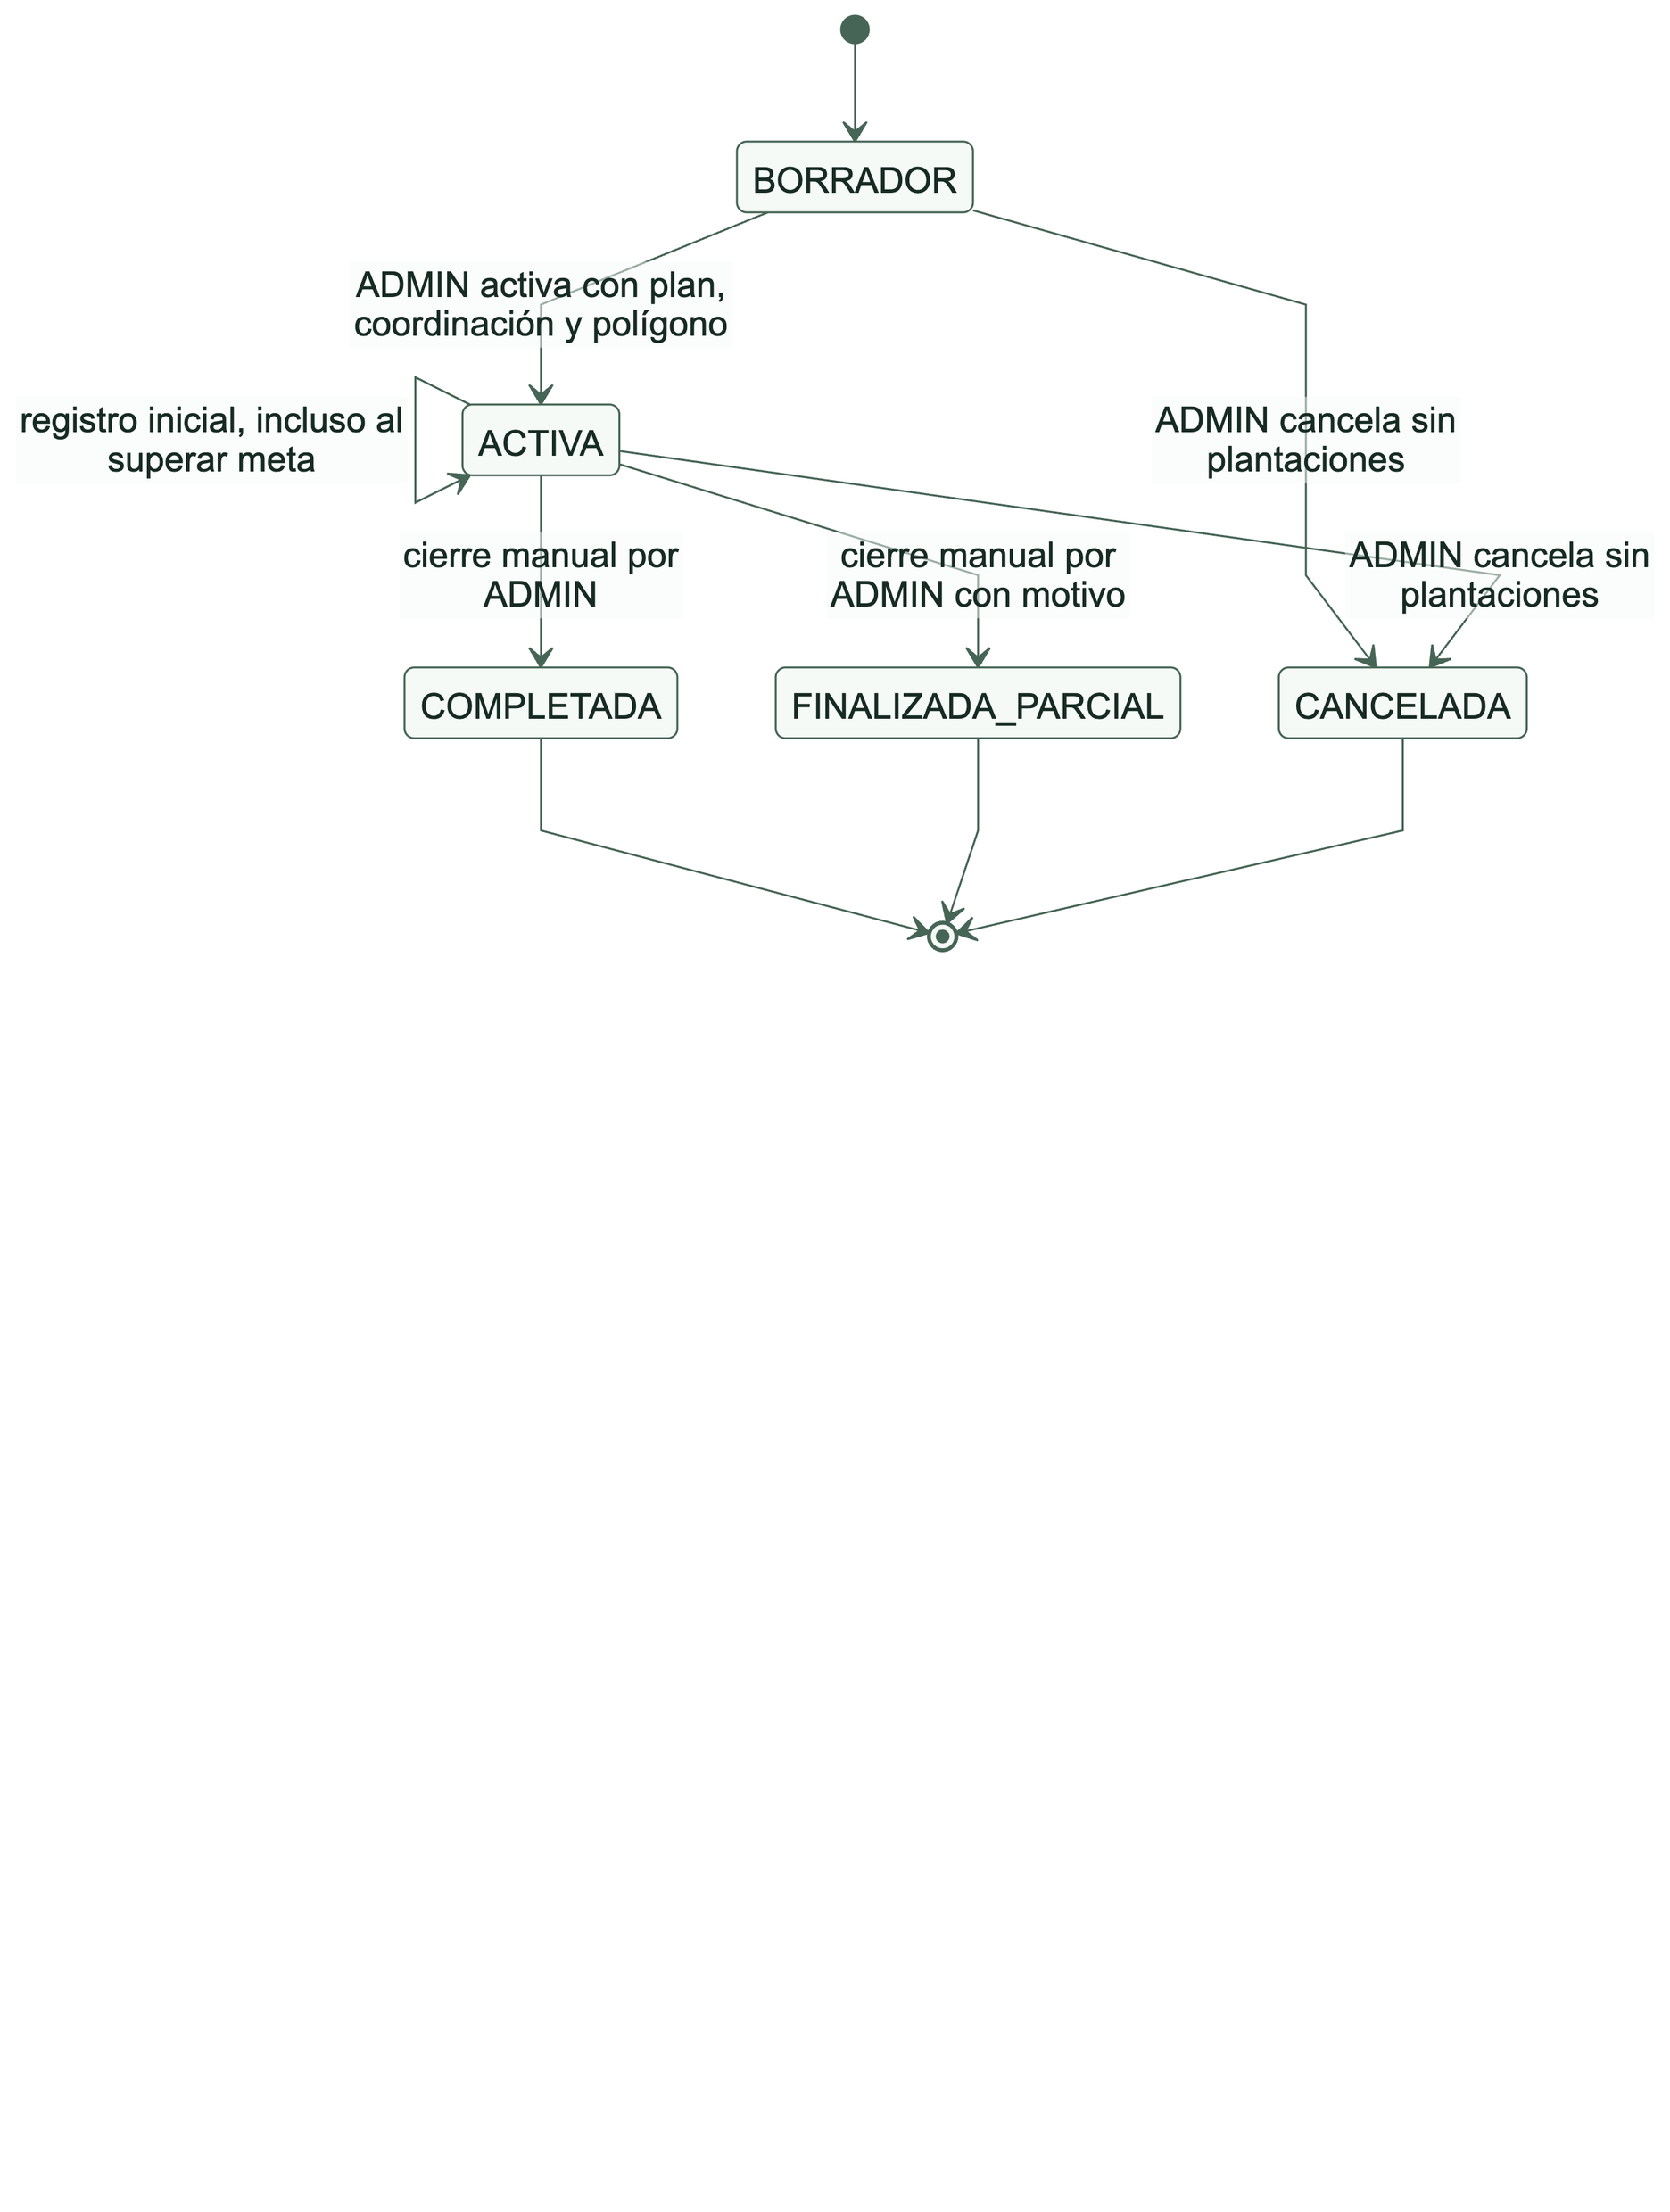 BORRADOR
ADMIN activa con plan,
coordinación y polígono
registro inicial, incluso al
superar meta
ACTIVA
ADMIN cancela sin
plantaciones
cierre manual por
ADMIN
cierre manual por
ADMIN con motivo
ADMIN cancela sin
plantaciones
COMPLETADA
FINALIZADA_PARCIAL
CANCELADA